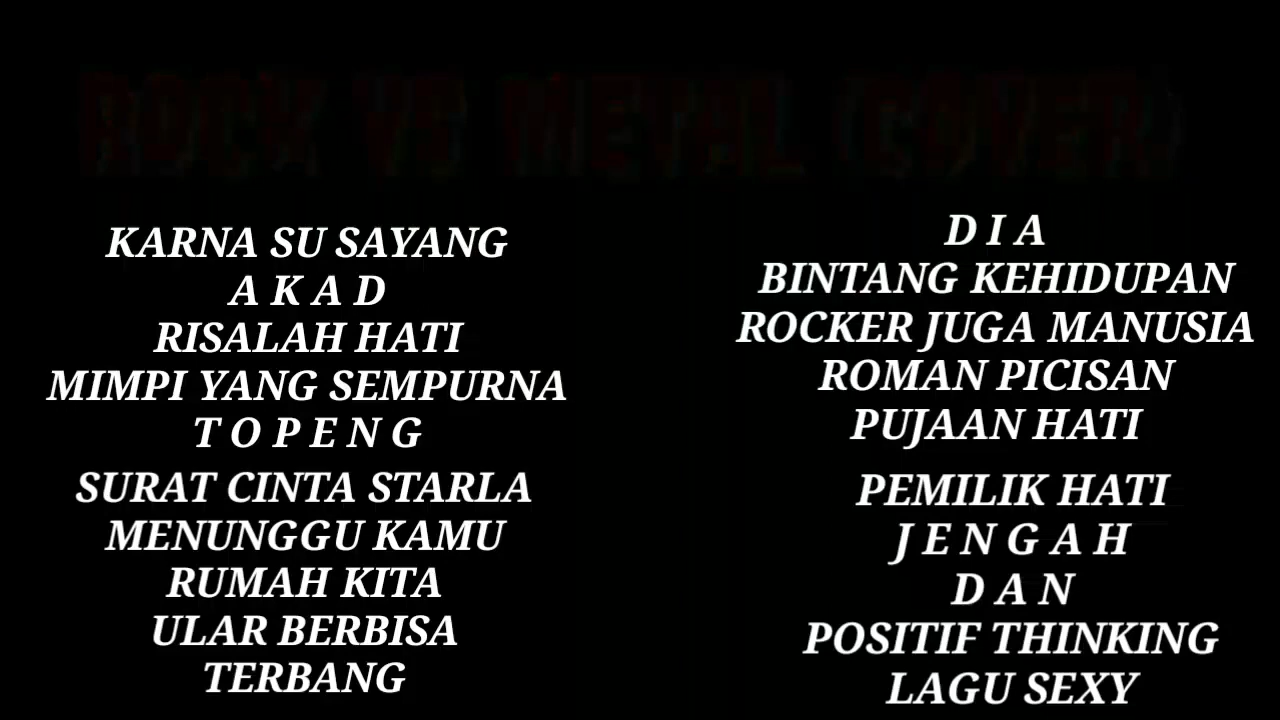 ROCK VS METAL (COVER)
KARNA SU SAYANG
A K A D
RISALAH HATI
MIMPI YANG SEMPURNA
T O P E N G
SURAT CINTA STARLA
MENUNGGU KAMU
RUMAH KITA
ULAR BERBISA
TERBANG
D I A
BINTANG KEHIDUPAN
ROCKER JUGA MANUSIA
ROMAN PICISAN
PUJAAN HATI
PEMILIK HATI
J E N G A H
D A N
POSITIF THINKING
LAGU SEXY